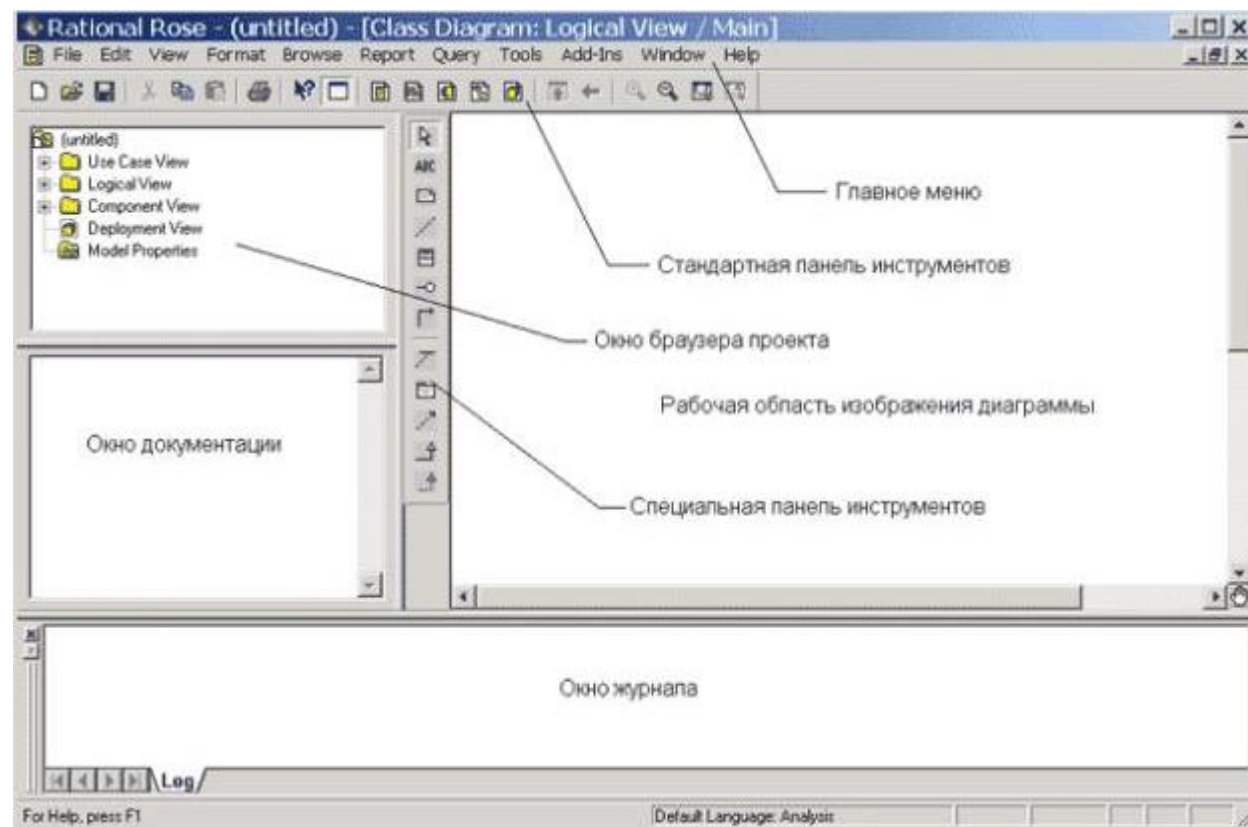 Rational Rose - (untitled) - [Class Diagram: Logical View / Main]
File Edit View Format Browse Report Query Tools Add-Ins Window Help
(untitled)
Use Case View
Logical View
Component View
Deployment View
Model Properties
ABC
Главное меню
Стандартная панель инструментов
Окно браузера проекта
Рабочая область изображения диаграммы
Окно документации
Специальная панель инструментов
Окно журнала
Log
For Help, press F1
Default Language: Analysis